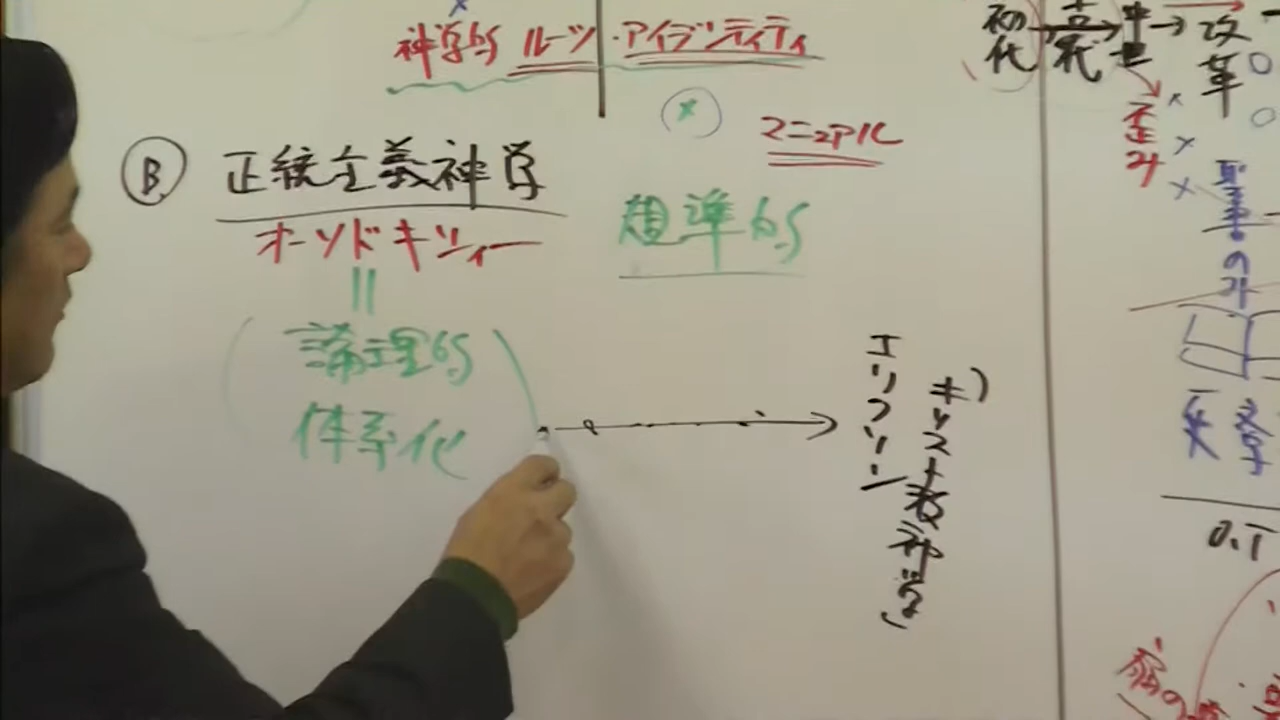 神学的 ルーツ・アイデンティティ
マニュアル
Ⓑ 正統主義神学
オーソドキシィー
規準的
＝
論理的
体系化
エリクソン
キリスト教神学」
初代→古代→中世→改革
歪み
聖書のみ
旧 文字
O.T